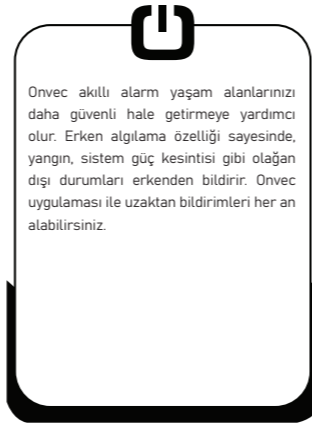 Onvec akıllı alarm yaşam alanlarınızı
daha güvenli hale getirmeye yardımcı
olur. Erken algılama özelliği sayesinde,
yangın, sistem güç kesintisi gibi olağan
dışı durumları erkenden bildirir. Onvec
uygulaması ile uzaktan bildirimleri her an
alabilirsiniz.